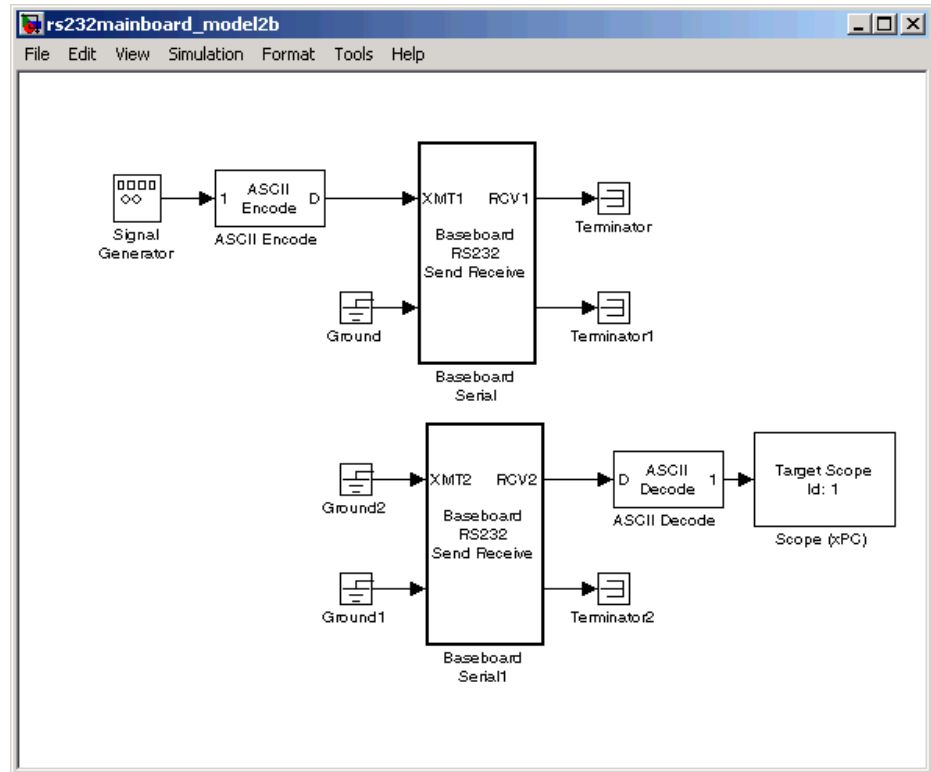 rs232mainboard_model2b
File Edit View Simulation Format Tools Help
1 ASCII Encode D
XMT1 RCV1
Signal
Generator
ASCII Encode
Terminator
Baseboard
RS232
Send Receive
Ground
Terminator1
Baseboard
Serial
XMT2 RCV2
D ASCII Decode 1
Target Scope
Id: 1
Ground2
Baseboard
RS232
Send Receive
ASCII Decode
Scope (xPC)
Ground1
Terminator2
Baseboard
Serial1